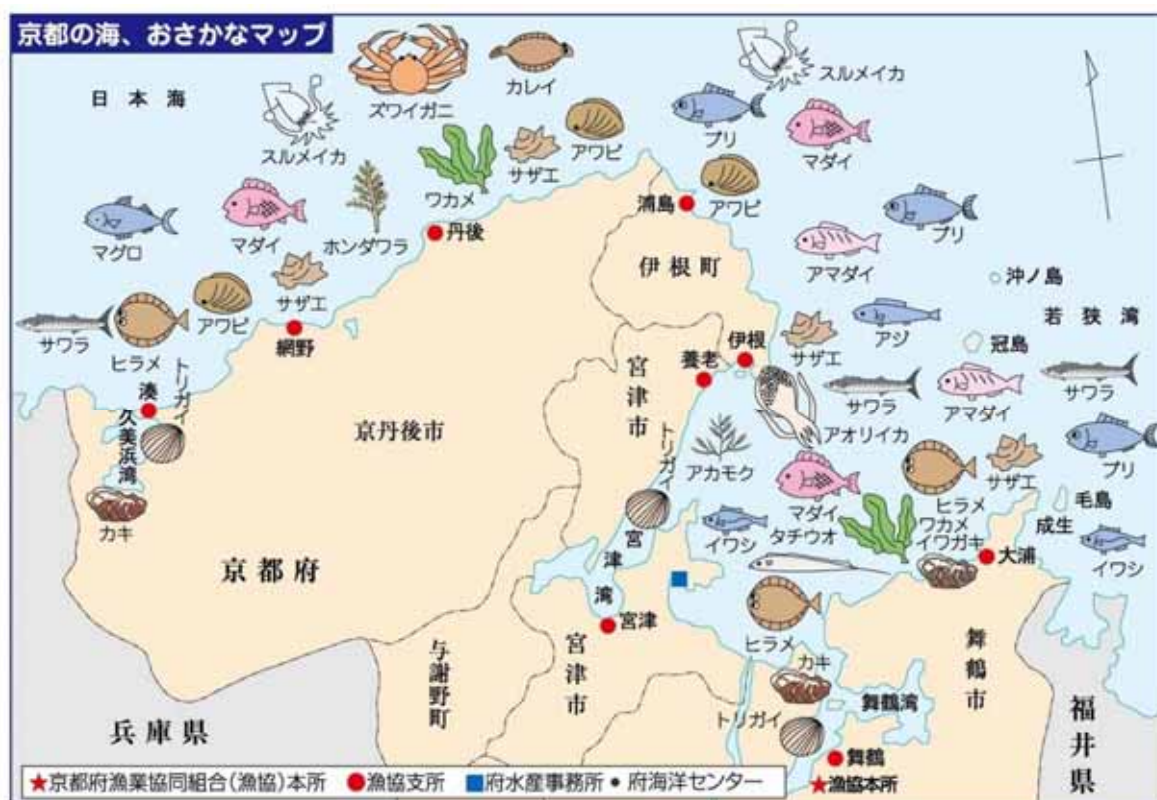 京都の海、おさかなマップ
日本海
スルメイカ
ズワイガニ
カレイ
スルメイカ
ブリ
マダイ
アワビ
サザエ
ワカメ
ホンダワラ
マダイ
マグロ
丹後
浦島
アワビ
ブリ
アマダイ
伊根町
沖ノ島
若狭湾
サワラ
ヒラメ
アワビ
サザエ
網野
伊根
養老
サザエ
アジ
冠島
サワラ
アマダイ
サワラ
アオリイカ
湊
トリガイ
久美浜湾
カキ
京丹後市
宮津市
トリガイ
アカモク
マダイ
ヒラメ
サザエ
ブリ
毛島
成生
イワシ
ワカメ
イワガキ
大浦
イワシ
タチウオ
京都府
宮津湾
宮津
宮津市
与謝野町
ヒラメ
カキ
トリガイ
舞鶴湾
舞鶴
舞鶴市
兵庫県
福井県
★京都府漁業協同組合(漁協)本所 ●漁協支所 ■府水産事務所 • 府海洋センター
★漁協本所